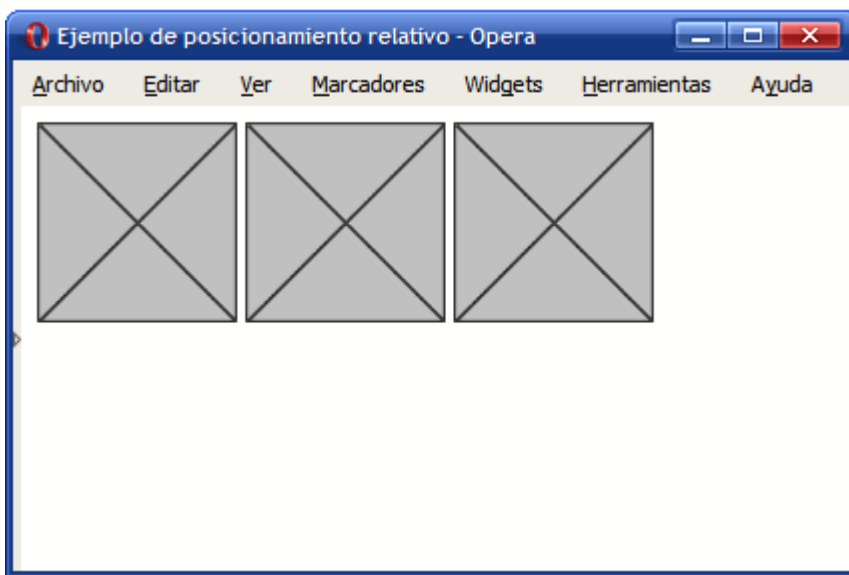 Ejemplo de posicionamiento relativo - Opera
Archivo Editar Ver Marcadores Widgets Herramientas Ayuda